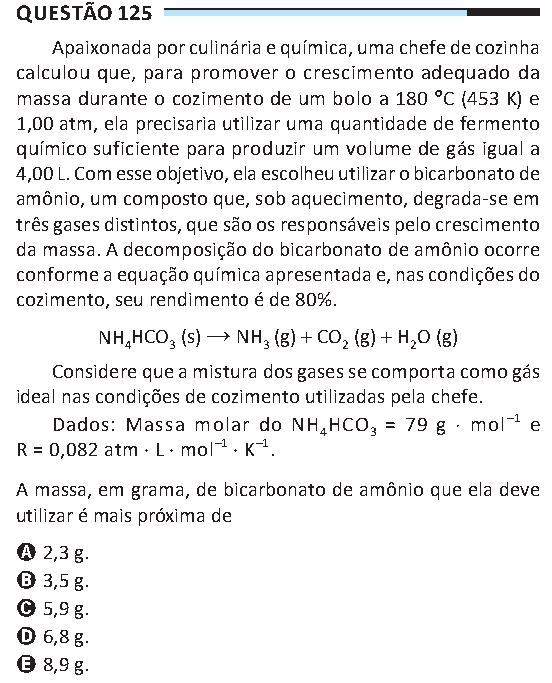 QUESTÃO 125
Apaixonada por culinária e química, uma chefe de cozinha
calculou que, para promover o crescimento adequado da
massa durante o cozimento de um bolo a 180 °C (453 K) e
1,00 atm, ela precisaria utilizar uma quantidade de fermento
químico suficiente para produzir um volume de gás igual a
4,00 L. Com esse objetivo, ela escolheu utilizar o bicarbonato de
amônio, um composto que, sob aquecimento, degrada-se em
três gases distintos, que são os responsáveis pelo crescimento
da massa. A decomposição do bicarbonato de amônio ocorre
conforme a equação química apresentada e, nas condições do
cozimento, seu rendimento é de 80%.
NH₄HCO₃ (s) → NH₃ (g) + CO₂ (g) + H₂O (g)
Considere que a mistura dos gases se comporta como gás
ideal nas condições de cozimento utilizadas pela chefe.
Dados: Massa molar do NH₄HCO₃ = 79 g · mol⁻¹ e
R = 0,082 atm · L · mol⁻¹ · K⁻¹.
A massa, em grama, de bicarbonato de amônio que ela deve
utilizar é mais próxima de
A 2,3 g.
B 3,5 g.
C 5,9 g.
D 6,8 g.
E 8,9 g.